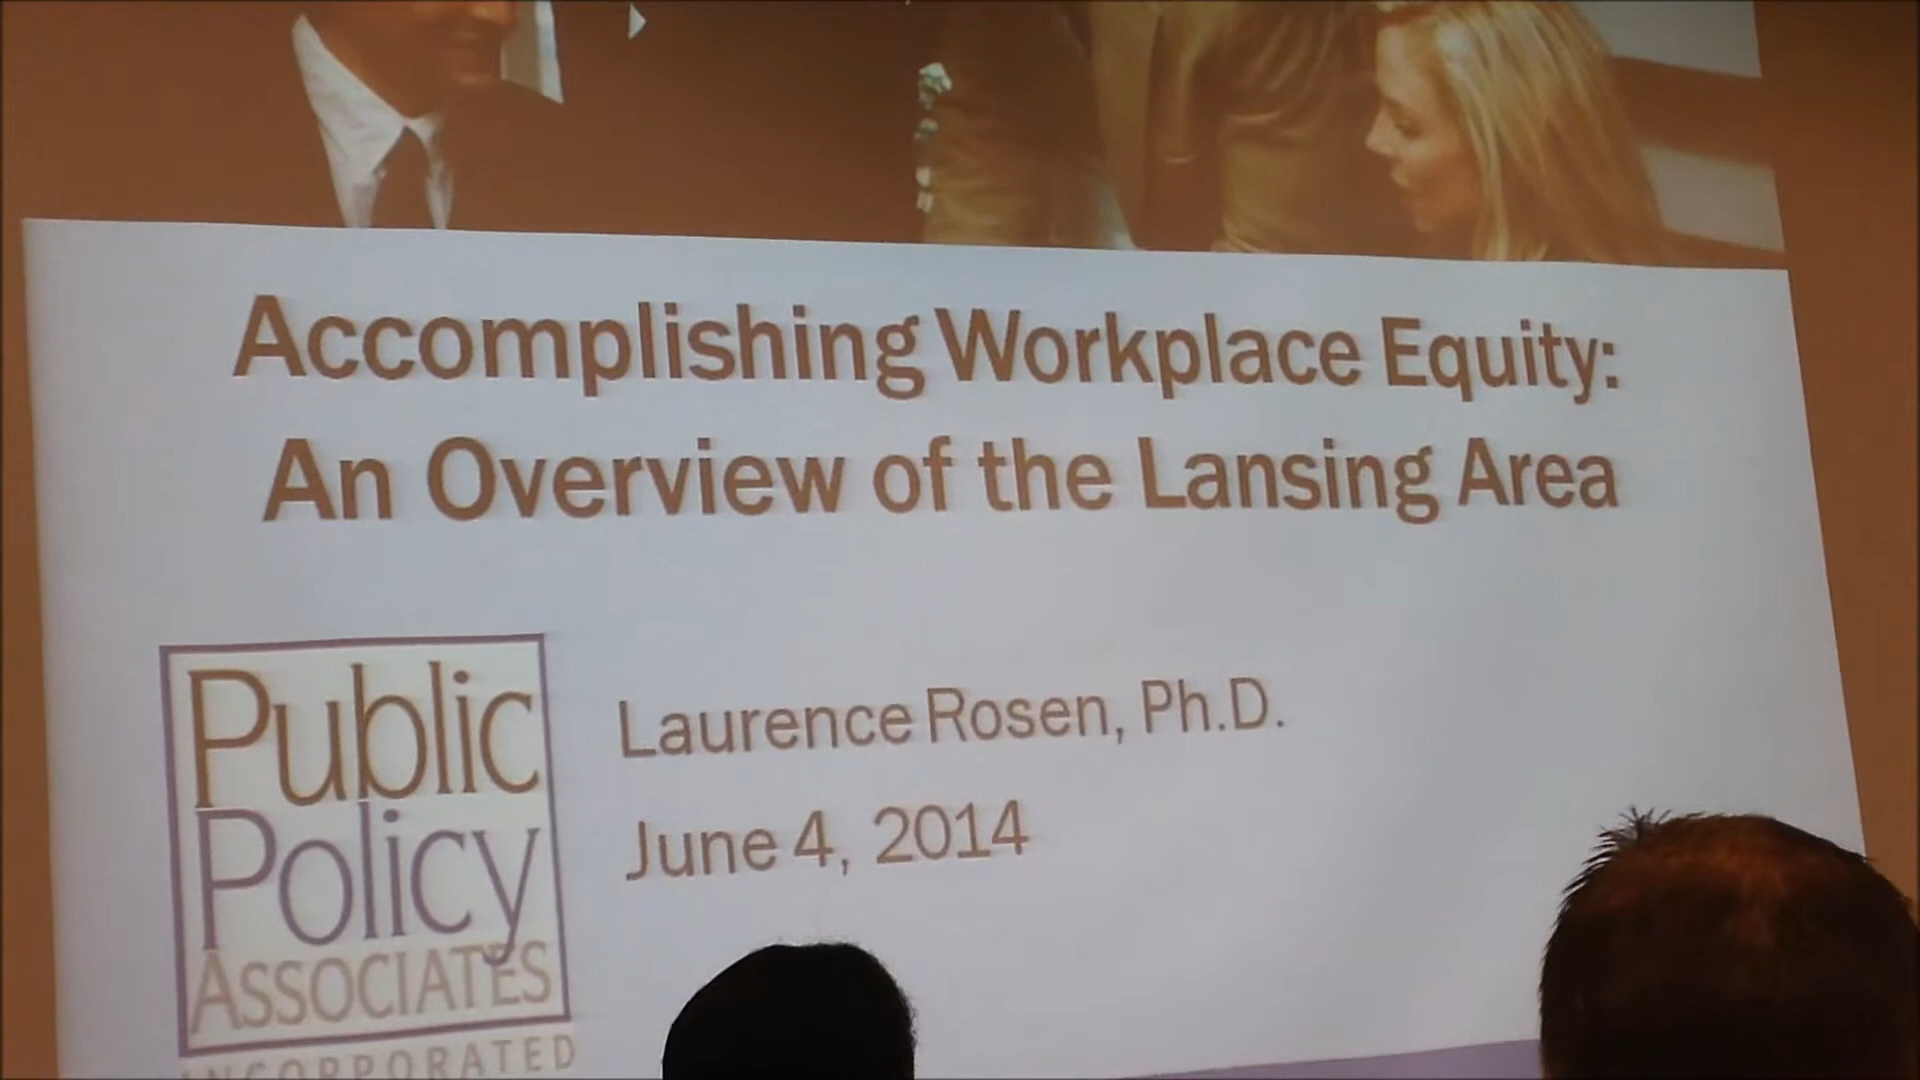 Accomplishing Workplace Equity:
An Overview of the Lansing Area
Laurence Rosen, Ph.D.
June 4, 2014
Public
Policy
ASSOCIATES
INCORPORATED